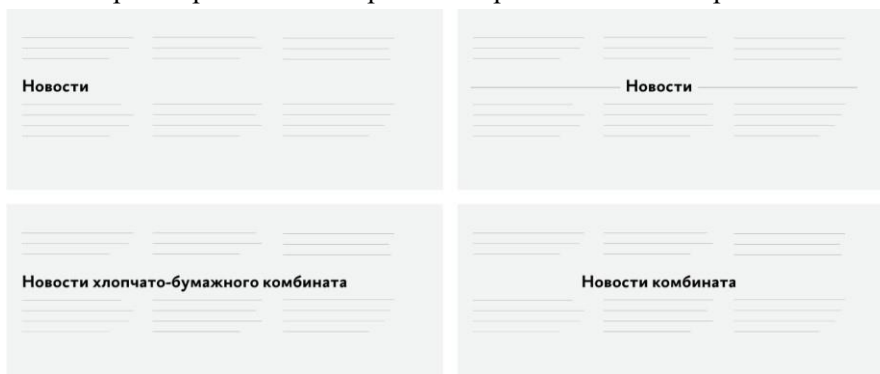 Новости
Новости
Новости хлопчато-бумажного комбината
Новости комбината